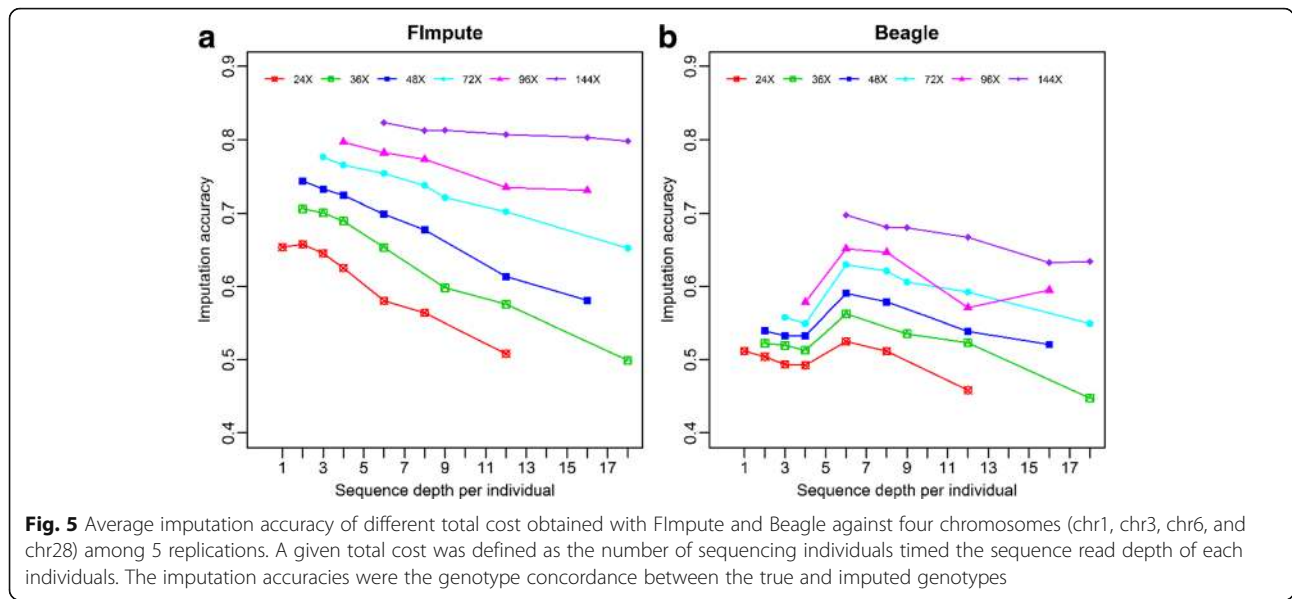 a
FImpute
24X 36X 48X 72X 96X 144X
Imputation accuracy
0.9
0.8
0.7
0.6
0.5
0.4
1 3 5 7 9 11 13 15 17
Sequence depth per individual
b
Beagle
24X 36X 48X 72X 96X 144X
Imputation accuracy
0.9
0.8
0.7
0.6
0.5
0.4
1 3 5 7 9 11 13 15 17
Sequence depth per individual
Fig. 5 Average imputation accuracy of different total cost obtained with FImpute and Beagle against four chromosomes (chr1, chr3, chr6, and
chr28) among 5 replications. A given total cost was defined as the number of sequencing individuals timed the sequence read depth of each
individuals. The imputation accuracies were the genotype concordance between the true and imputed genotypes